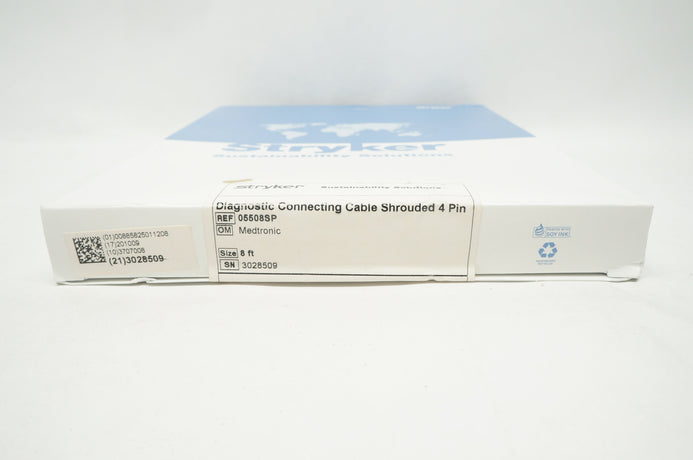 Stryker
Sustainability Solutions
stryker Sustainability Solutions
Diagnostic Connecting Cable Shrouded 4 Pin
REF 05508SP
OM Medtronic
Size 8 ft
SN 3028509
(01)00885825011208
(17)201009
(10)3707008
(21)3028509
PRINTED WITH
SOY INK